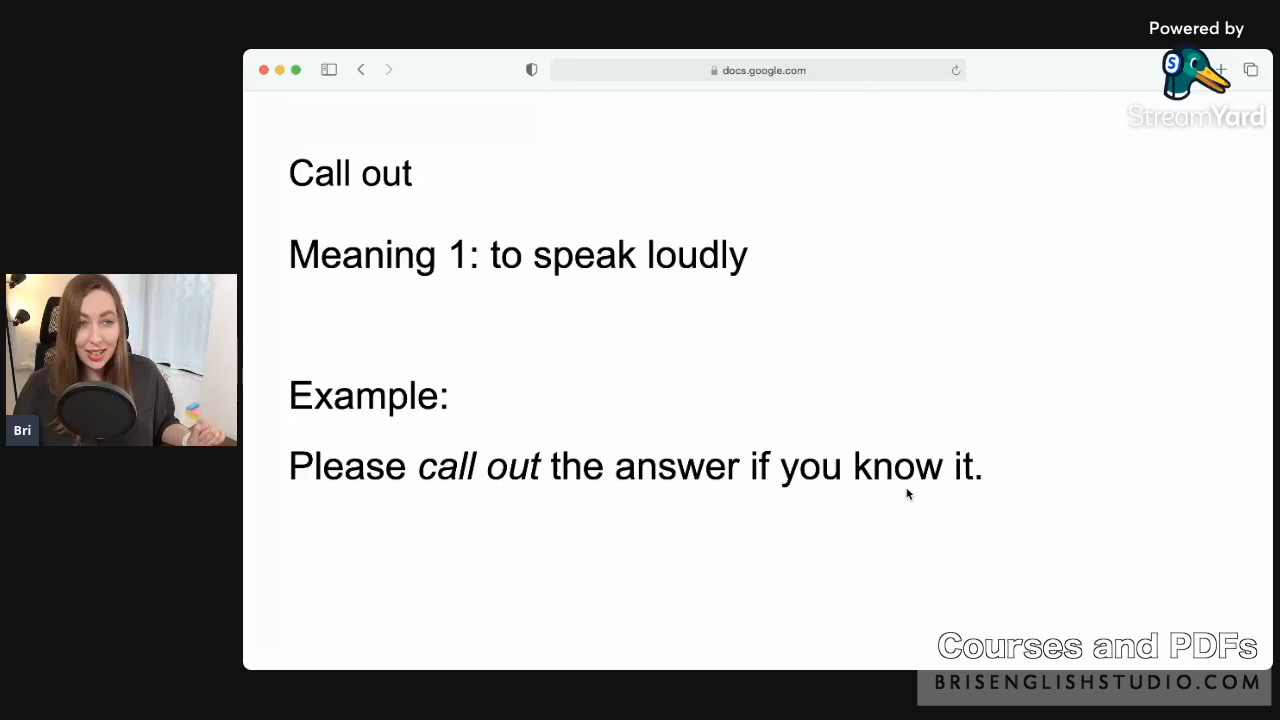 Powered by
S
StreamYard
docs.google.com
Call out
Meaning 1: to speak loudly
Example:
Please call out the answer if you know it.
Bri
Courses and PDFs
BRISENGLISHSTUDIO.COM